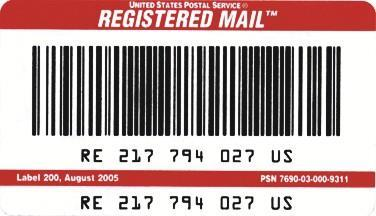 UNITED STATES POSTAL SERVICE®
REGISTERED MAIL™
RE 217 794 027 US
Label 200, August 2005 PSN 7690-03-000-9311
RE 217 794 027 US